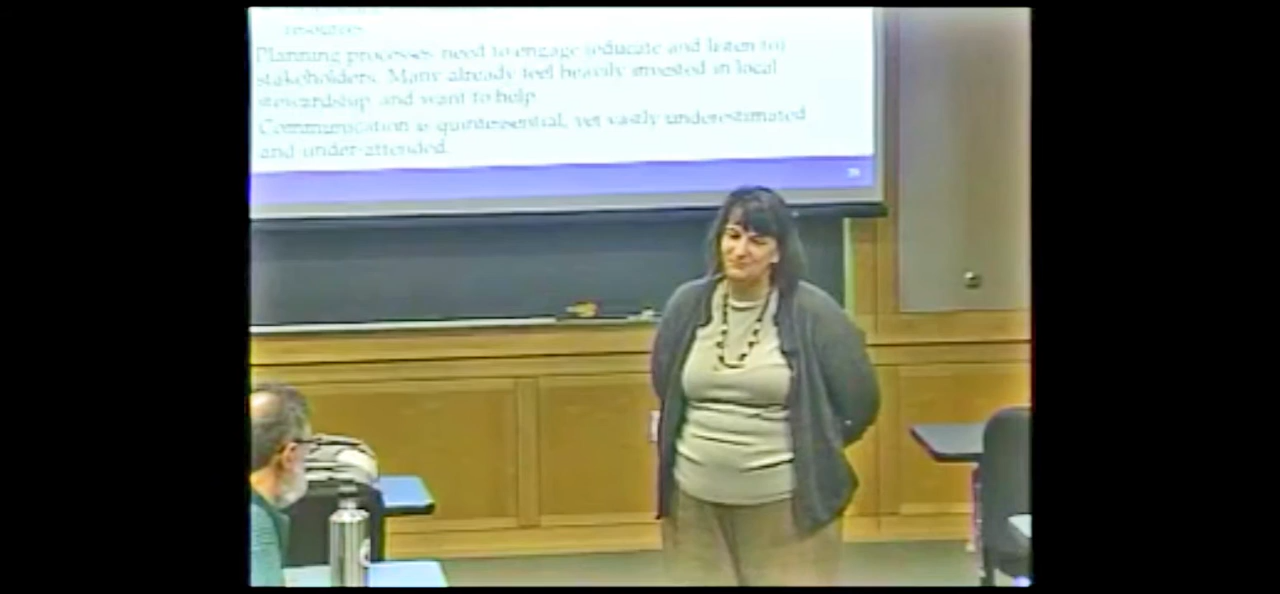 resources
Planning processes need to engage (educate and listen to)
stakeholders. Many already feel heavily invested in local
stewardship, and want to help.
Communication is quintessential, yet vastly underestimated
and under-attended.